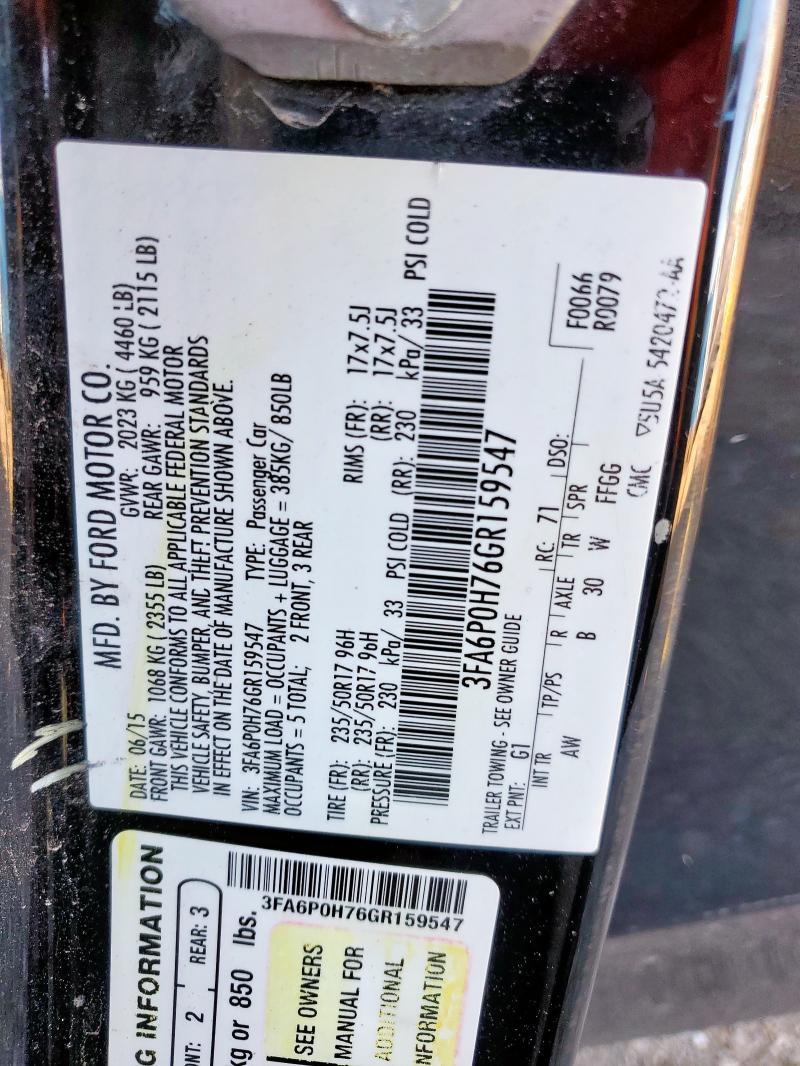 MFD. BY FORD MOTOR CO.
DATE: 06/15 GVWR: 2023 KG ( 4460 LB)
FRONT GAWR: 1068 KG ( 2355 LB) REAR GAWR: 959 KG ( 2115 LB)
THIS VEHICLE CONFORMS TO ALL APPLICABLE FEDERAL MOTOR
VEHICLE SAFETY, BUMPER, AND THEFT PREVENTION STANDARDS
IN EFFECT ON THE DATE OF MANUFACTURE SHOWN ABOVE.
VIN: 3FA6P0H76GR159547 TYPE: Passenger Car
MAXIMUM LOAD = OCCUPANTS + LUGGAGE = 385KG/ 850LB
OCCUPANTS = 5 TOTAL; 2 FRONT, 3 REAR
TIRE (FR): 235/50R17 96H RIMS (FR): 17x7.5J
(RR): 235/50R17 96H (RR): 17x7.5J
PRESSURE (FR): 230 kPa/ 33 PSI COLD (RR): 230 kPa/ 33 PSI COLD
3FA6P0H76GR159547
TRAILER TOWING - SEE OWNER GUIDE
EXT PNT: G1 RC: 71 DSO: F0066
R0079
INT TR TP/PS R AXLE TR SPR
AW B 30 W FFGG
CMC ▽5U5A 5420472-AA
G INFORMATION
ONT: 2 REAR: 3
kg or 850 lbs.
3FA6P0H76GR159547
SEE OWNERS
MANUAL FOR
ADDITIONAL
NFORMATION